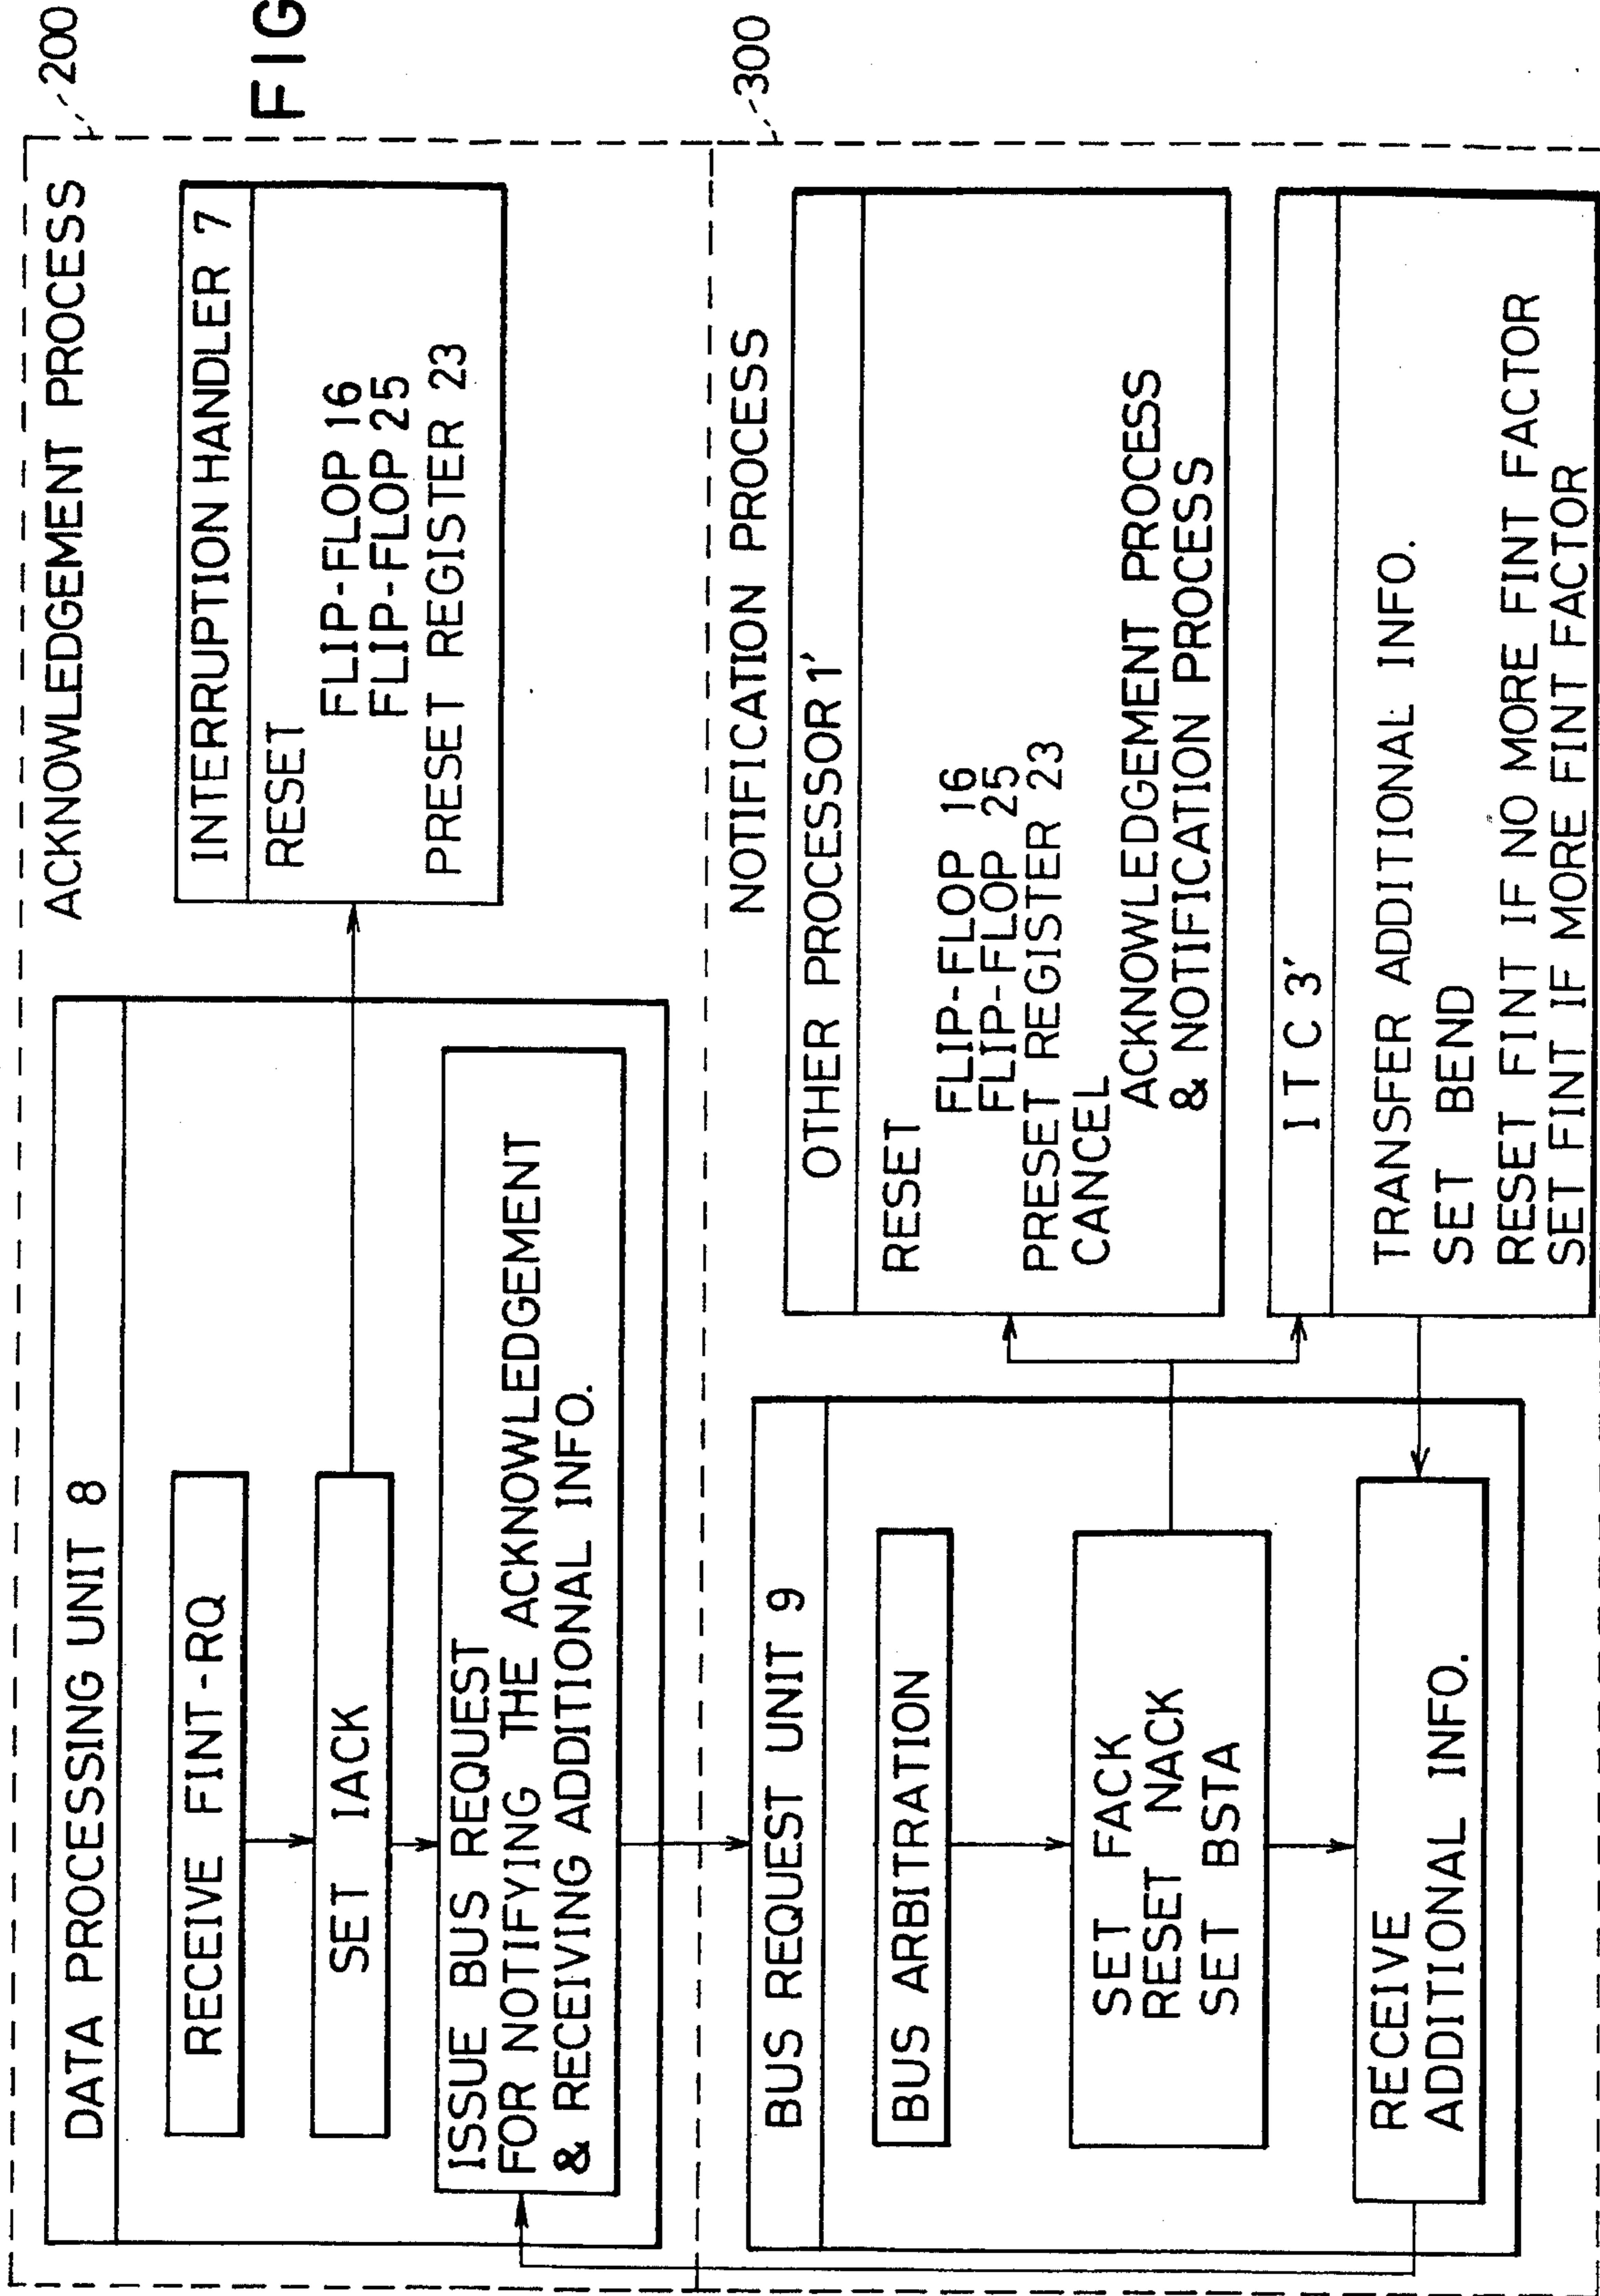 FIG
200
ACKNOWLEDGEMENT PROCESS
DATA PROCESSING UNIT 8
RECEIVE FINT-RQ
SET IACK
ISSUE BUS REQUEST
FOR NOTIFYING THE ACKNOWLEDGEMENT
& RECEIVING ADDITIONAL INFO.
INTERRUPTION HANDLER 7
RESET
FLIP-FLOP 16
FLIP-FLOP 25
PRESET REGISTER 23
300
NOTIFICATION PROCESS
BUS REQUEST UNIT 9
BUS ARBITRATION
SET FACK
RESET NACK
SET BSTA
RECEIVE
ADDITIONAL INFO.
OTHER PROCESSOR 1'
RESET
FLIP-FLOP 16
FLIP-FLOP 25
PRESET REGISTER 23
CANCEL
ACKNOWLEDGEMENT PROCESS
& NOTIFICATION PROCESS
ITC 3'
TRANSFER ADDITIONAL INFO.
SET BEND
RESET FINT IF NO MORE FINT FACTOR
SET FINT IF MORE FINT FACTOR